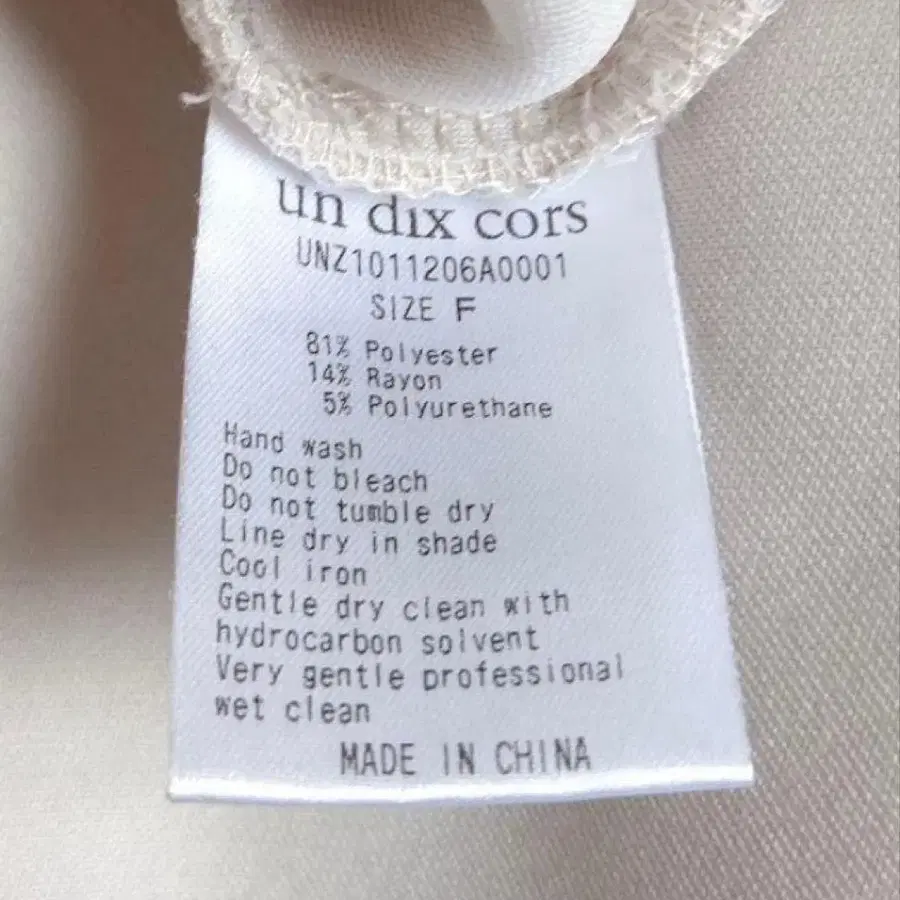 un dix cors
UNZ1011206A0001
SIZE F
81% Polyester
14% Rayon
5% Polyurethane
Hand wash
Do not bleach
Do not tumble dry
Line dry in shade
Cool iron
Gentle dry clean with
hydrocarbon solvent
Very gentle professional
wet clean
MADE IN CHINA